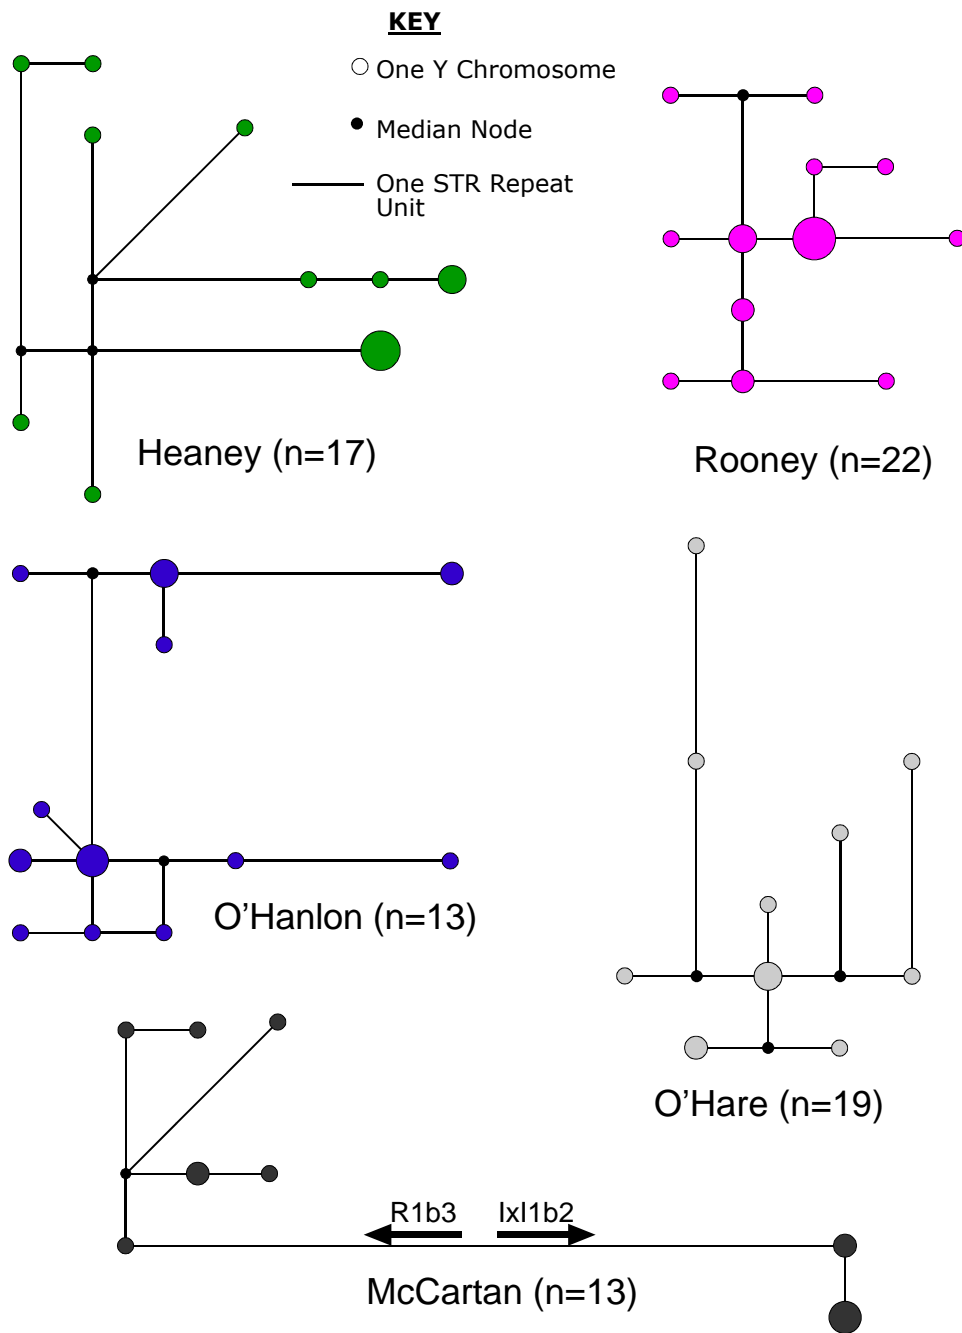 KEY
One Y Chromosome
Median Node
One STR Repeat
Unit
Heaney (n=17)
Rooney (n=22)
O’Hanlon (n=13)
O’Hare (n=19)
R1b3 IxI1b2
McCartan (n=13)